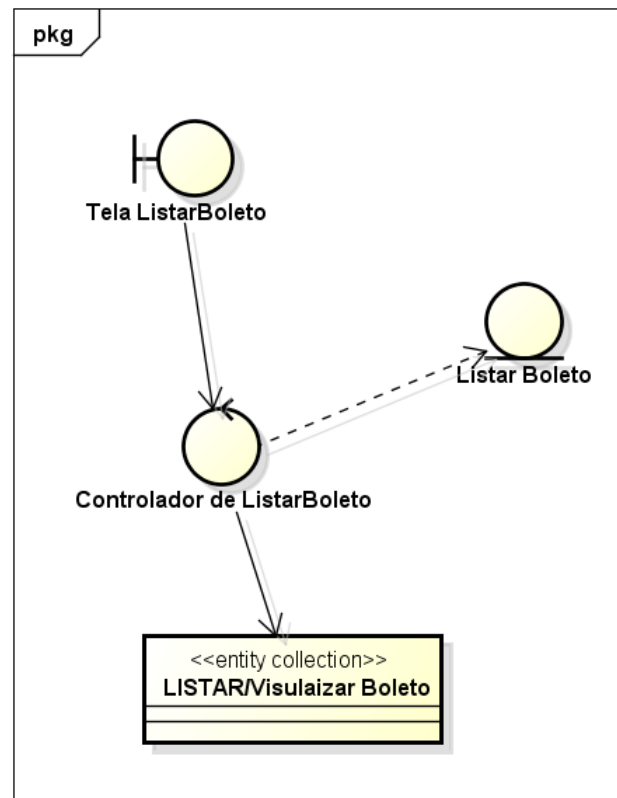 pkg
Tela ListarBoleto
Listar Boleto
Controlador de ListarBoleto
<<entity collection>>
LISTAR/Visulaizar Boleto